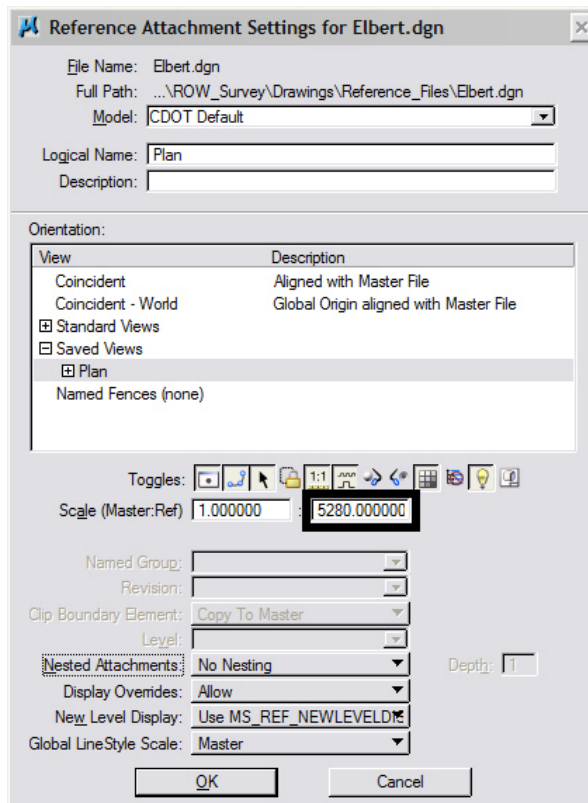 Reference Attachment Settings for Elbert.dgn
File Name: Elbert.dgn
Full Path: ...\ROW_Survey\Drawings\Reference_Files\Elbert.dgn
Model: CDOT Default
Logical Name: Plan
Description:
Orientation:
View Description
Coincident Aligned with Master File
Coincident - World Global Origin aligned with Master File
Standard Views
Saved Views
Plan
Named Fences (none)
Toggles: 1:1
Scale (Master:Ref) 1.000000 : 5280.000000
Named Group:
Revision:
Clip Boundary Element: Copy To Master
Level:
Nested Attachments: No Nesting Depth: 1
Display Overrides: Allow
New Level Display: Use MS_REF_NEWLEVELDI
Global LineStyle Scale: Master
OK Cancel